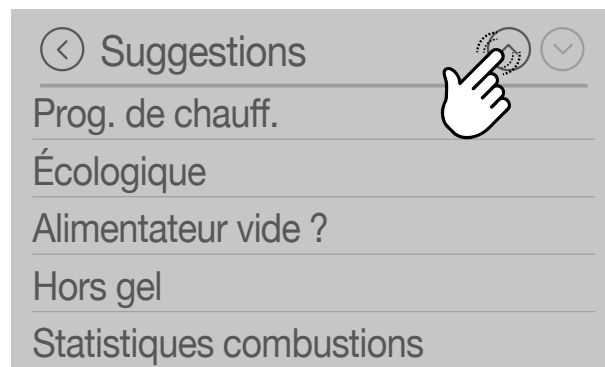 Suggestions
Prog. de chauff.
Écologique
Alimentateur vide ?
Hors gel
Statistiques combustions